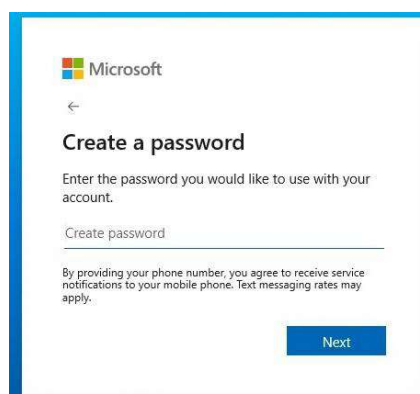 Microsoft
←
Create a password
Enter the password you would like to use with your
account.
Create password
By providing your phone number, you agree to receive service
notifications to your mobile phone. Text messaging rates may
apply.
Next